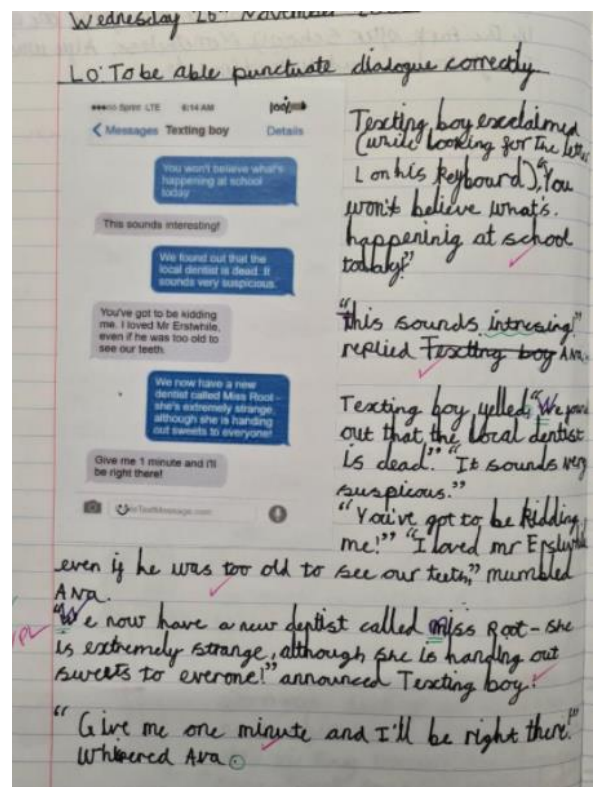 Wednesday 26th November
LO: To be able punctuate dialogue correctly
Sprint LTE 6:14 AM
Messages Texting boy Details
You won't believe what's
happening at school
today
This sounds interesting!
We found out that the
local dentist is dead. It
sounds very suspicious.
You've got to be kidding
me. I loved Mr Erstwhile,
even if he was too old to
see our teeth.
We now have a new
dentist called Miss Root -
she's extremely strange,
although she is handing
out sweets to everyone!
Give me 1 minute and i'll
be right there!
iosTextMessage.com
Texting boy exclaimed
(while looking for the letter
L on his keyboard), "You
won't believe what's
happening at school
today!"
"This sounds intresing!"
replied Texting boy Ava.
Texting boy yelled, "We found
out that the local dentist
is dead." "It sounds very
suspicous."
"You've got to be kidding
me!" "I loved mr
even if he was too old to see our teeth," mumbled
Ava.
VPL
"We now have a new dentist called miss Root - she
is extremely strange, although she is handing out
sweets to everone!" announced Texting boy.
"Give me one minute and I'll be right there!"
Whispered Ava.